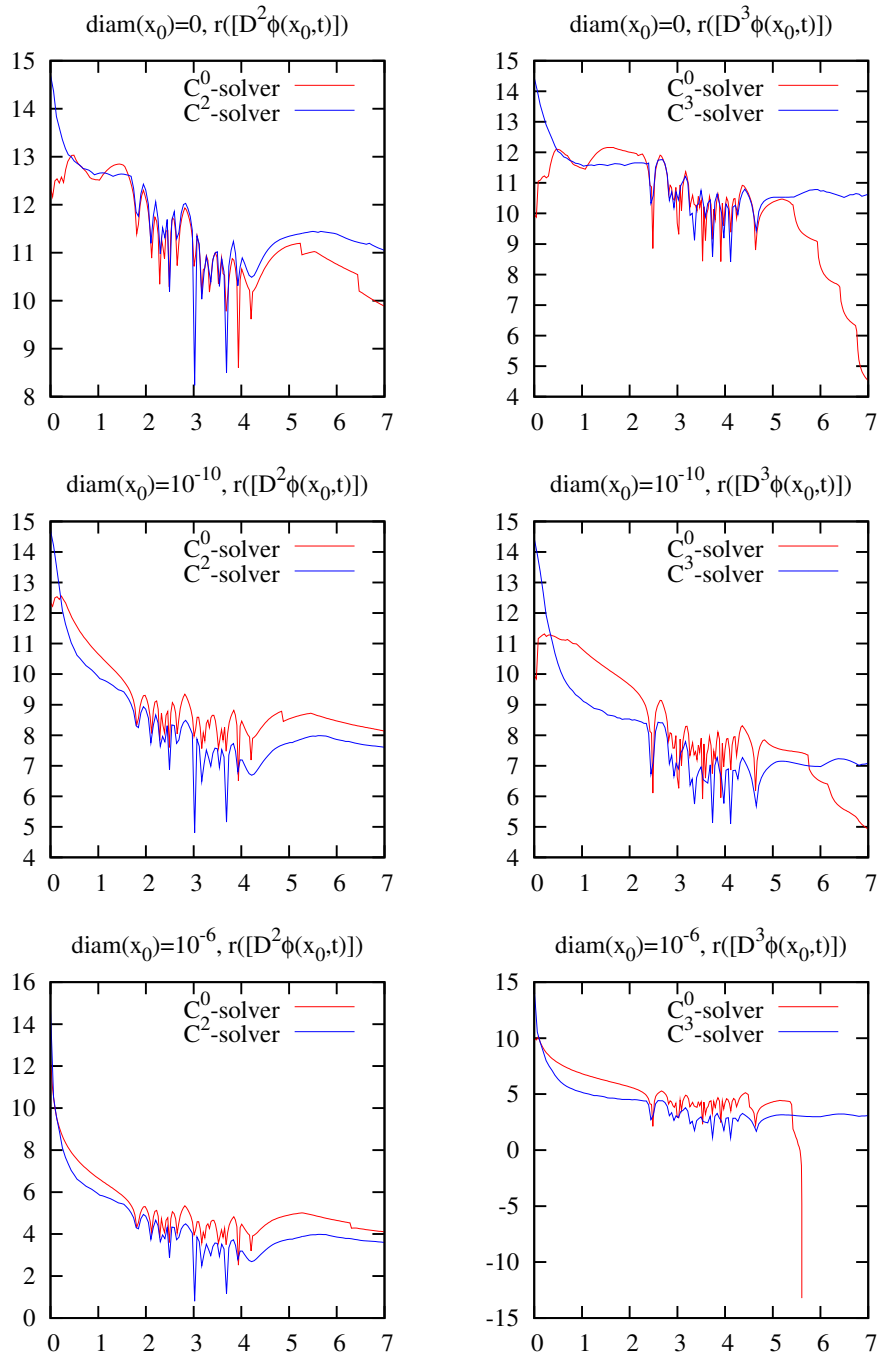 diam(x₀)=0, r([D²ϕ(x₀,t)])
C⁰-solver
C²-solver
15
14
13
12
11
10
9
8
0 1 2 3 4 5 6 7
diam(x₀)=0, r([D³ϕ(x₀,t)])
C⁰-solver
C³-solver
15
14
13
12
11
10
9
8
7
6
5
4
0 1 2 3 4 5 6 7
diam(x₀)=10⁻¹⁰, r([D²ϕ(x₀,t)])
C⁰-solver
C²-solver
15
14
13
12
11
10
9
8
7
6
5
4
0 1 2 3 4 5 6 7
diam(x₀)=10⁻¹⁰, r([D³ϕ(x₀,t)])
C⁰-solver
C³-solver
15
14
13
12
11
10
9
8
7
6
5
4
0 1 2 3 4 5 6 7
diam(x₀)=10⁻⁶, r([D²ϕ(x₀,t)])
C⁰-solver
C²-solver
16
14
12
10
8
6
4
2
0
0 1 2 3 4 5 6 7
diam(x₀)=10⁻⁶, r([D³ϕ(x₀,t)])
C⁰-solver
C³-solver
15
10
5
0
-5
-10
-15
0 1 2 3 4 5 6 7